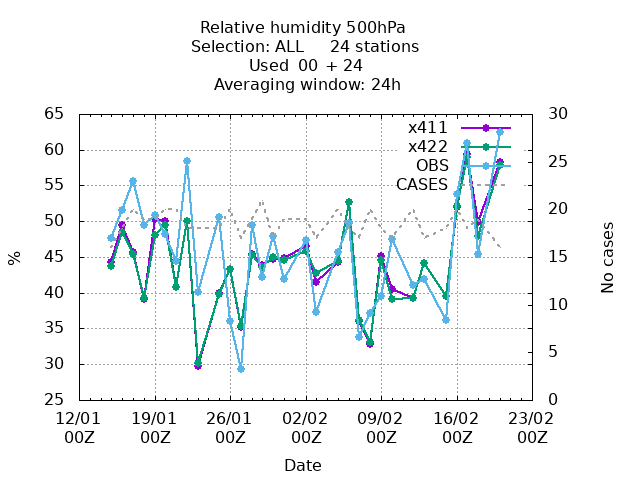 Relative humidity 500hPa
Selection: ALL 24 stations
Used 00 + 24
Averaging window: 24h
65 30
x411
x422
OBS
CASES
60
55
50
45
40
35
30
25
25
20
15
10
5
0
%
No cases
12/01 19/01 26/01 02/02 09/02 16/02 23/02
00Z 00Z 00Z 00Z 00Z 00Z 00Z
Date